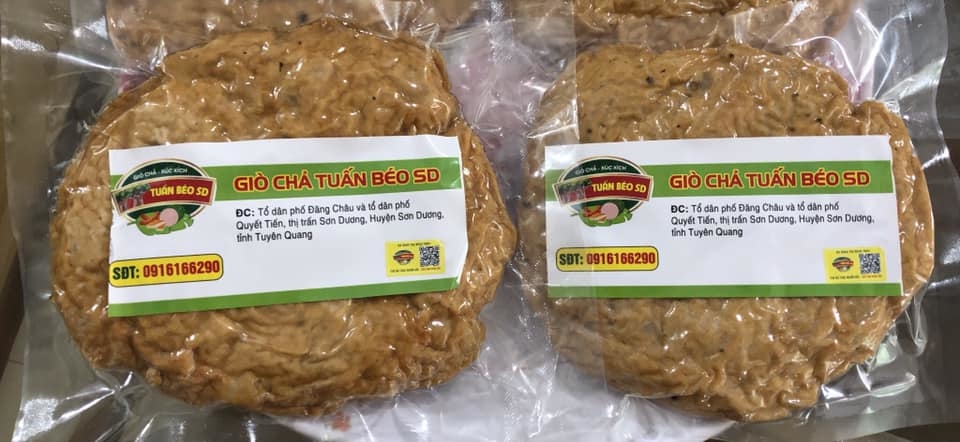 GIÒ CHẢ - XÚC XÍCH
TUẤN BÉO SD
GIÒ CHẢ TUẤN BÉO SD
ĐC: Tổ dân phố Đăng Châu và tổ dân phố
Quyết Tiến, thị trấn Sơn Dương, Huyện Sơn Dương,
tỉnh Tuyên Quang
SĐT: 0916166290
GIÒ CHẢ - XÚC XÍCH
TUẤN BÉO SD
GIÒ CHẢ TUẤN BÉO SD
ĐC: Tổ dân phố Đăng Châu và tổ dân phố
Quyết Tiến, thị trấn Sơn Dương, Huyện Sơn Dương,
tỉnh Tuyên Quang
SĐT: 0916166290